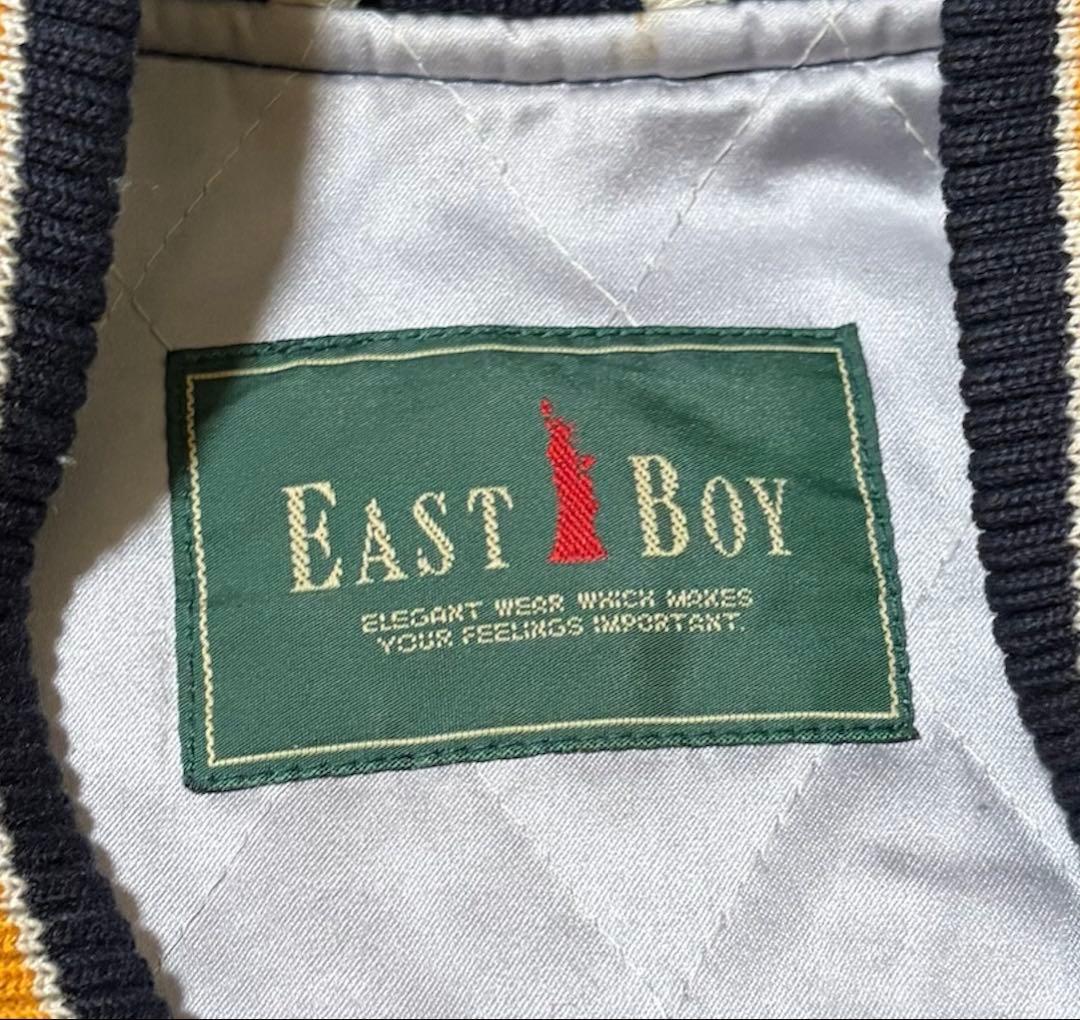 EAST BOY
ELEGANT WEAR WHICH MAKES
YOUR FEELINGS IMPORTANT.